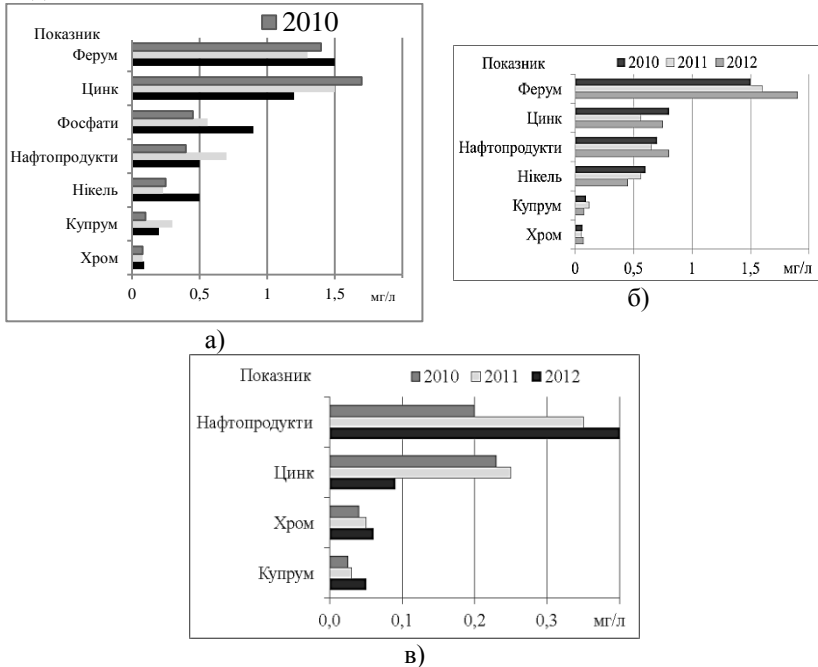 2010
Показник
Ферум
Цинк
Фосфати
Нафтопродукти
Нікель
Купрум
Хром
0 0,5 1 1,5 мг/л
а)
Показник 2010 2011 2012
Ферум
Цинк
Нафтопродукти
Нікель
Купрум
Хром
0 0,5 1 1,5 мг/л
б)
Показник 2010 2011 2012
Нафтопродукти
Цинк
Хром
Купрум
0,0 0,1 0,2 0,3 мг/л
в)